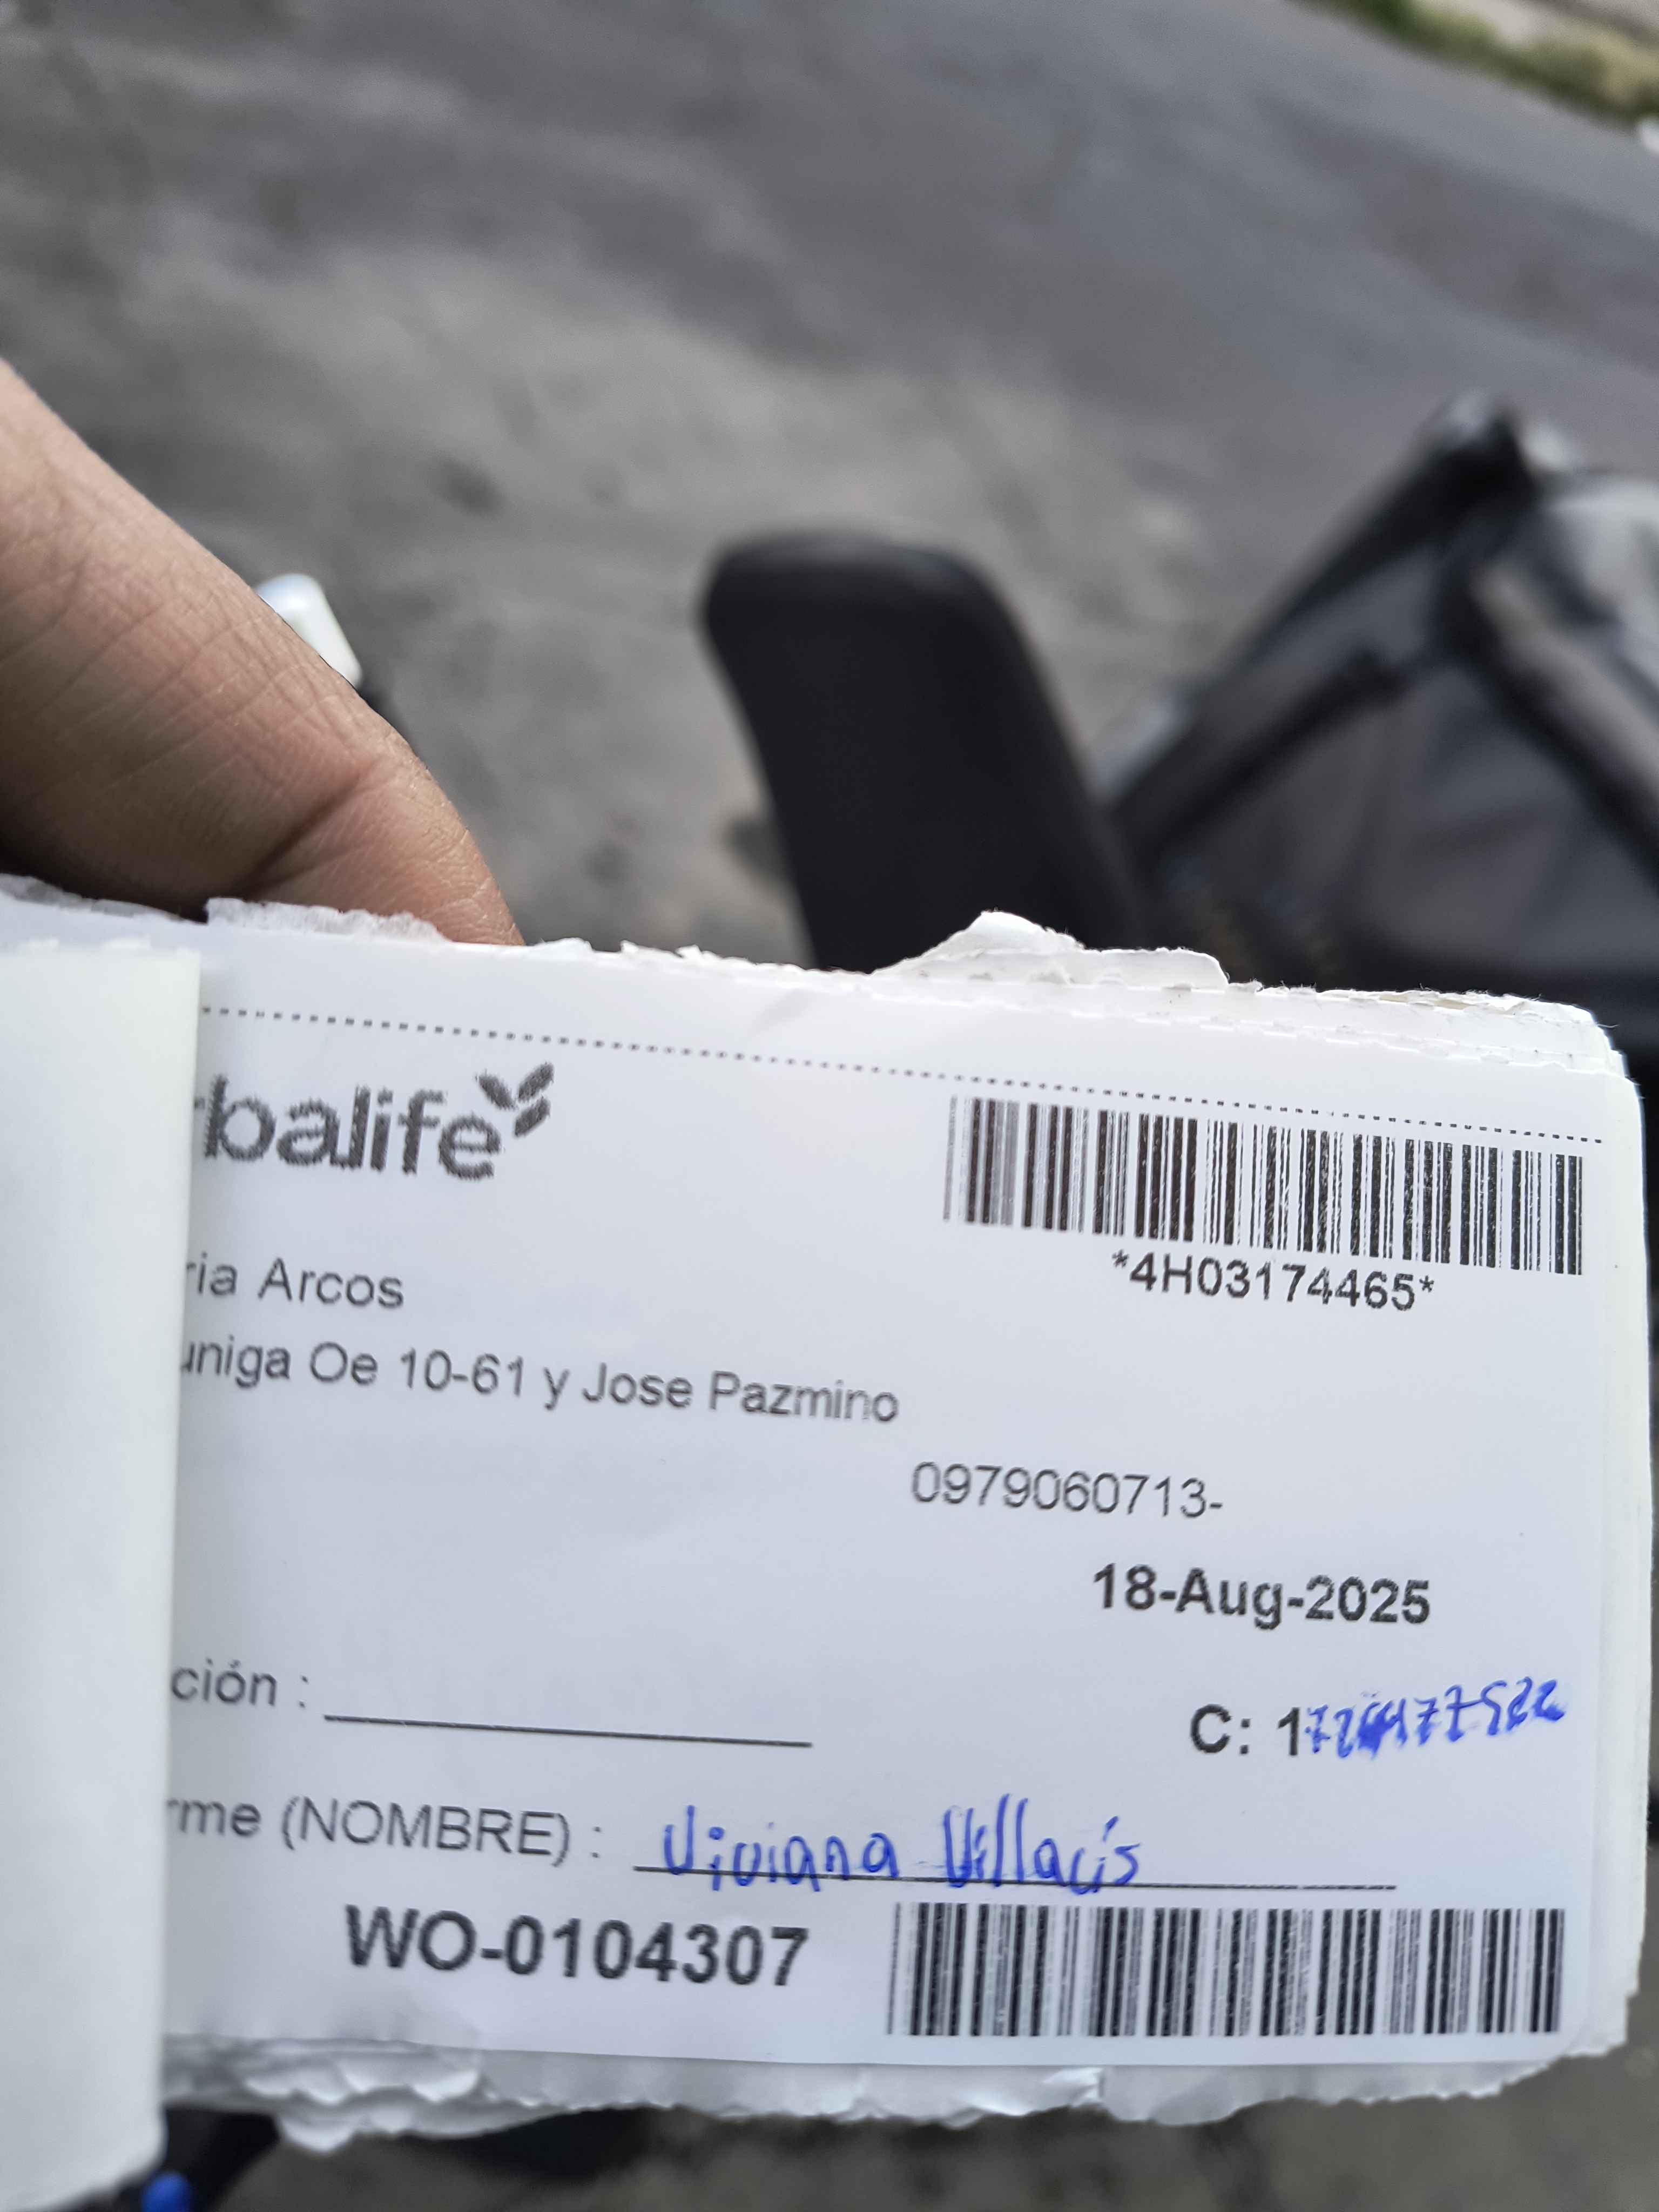 rbalife
*4H03174465*
ria Arcos
uniga Oe 10-61 y Jose Pazmino
0979060713-
18-Aug-2025
ción :
C: 1
rme (NOMBRE) : Viviana Villacís
WO-0104307